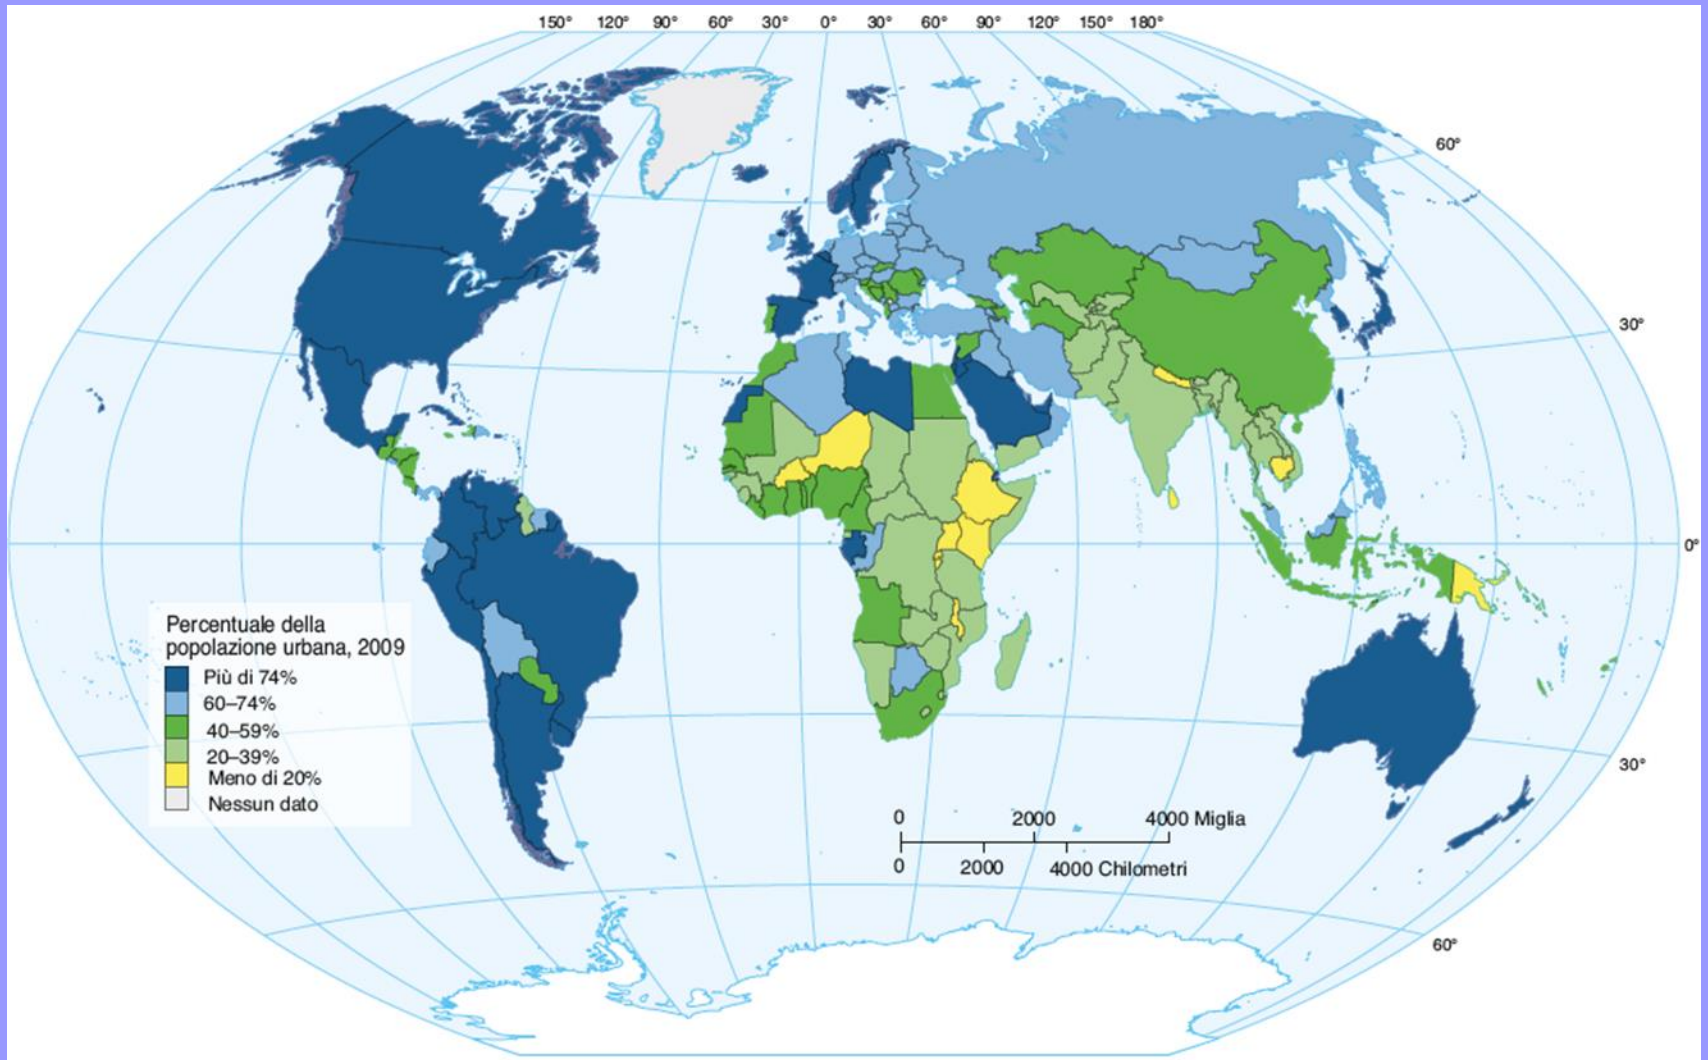 150° 120° 90° 60° 30° 0° 30° 60° 90° 120° 150° 180°
60°
30°
0°
Percentuale della
popolazione urbana, 2009
Più di 74%
60–74%
40–59%
20–39%
Meno di 20%
Nessun dato
30°
0 2000 4000 Miglia
0 2000 4000 Chilometri
60°